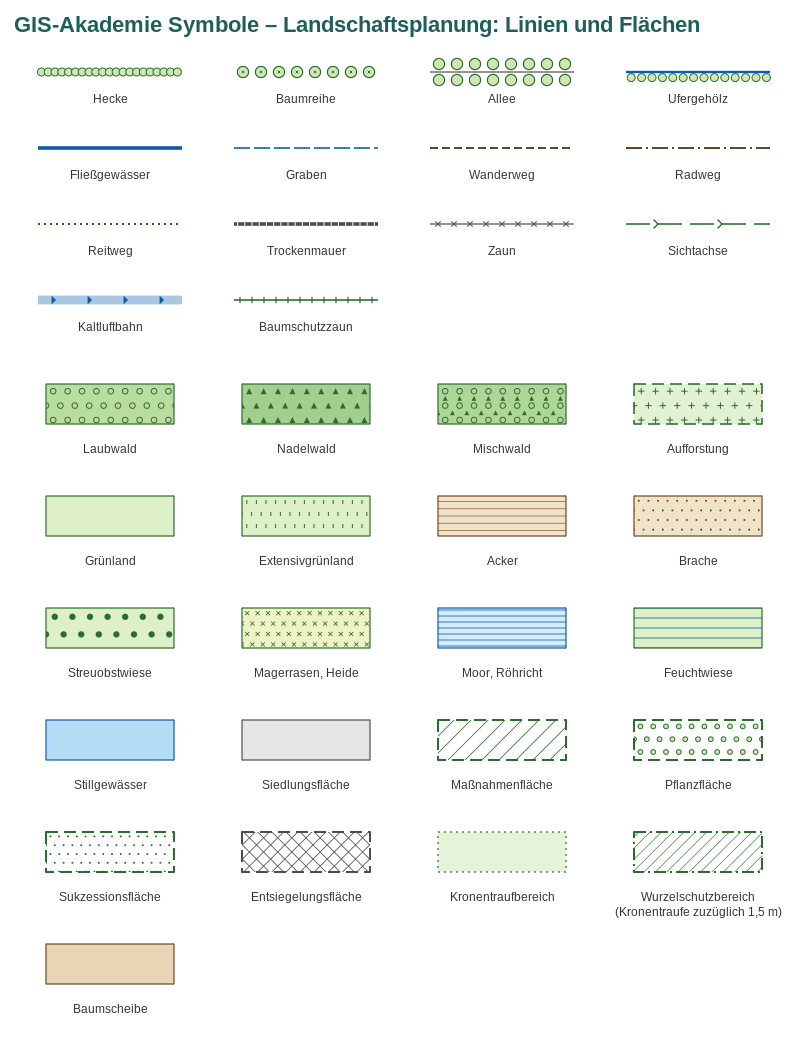 GIS-Akademie Symbole – Landschaftsplanung: Linien und Flächen
Hecke
Baumreihe
Allee
Ufergehölz
Fließgewässer
Graben
Wanderweg
Radweg
Reitweg
Trockenmauer
Zaun
Sichtachse
Kaltluftbahn
Baumschutzzaun
Laubwald
Nadelwald
Mischwald
Aufforstung
Grünland
Extensivgrünland
Acker
Brache
Streuobstwiese
Magerrasen, Heide
Moor, Röhricht
Feuchtwiese
Stillgewässer
Siedlungsfläche
Maßnahmenfläche
Pflanzfläche
Sukzessionsfläche
Entsiegelungsfläche
Kronentraufbereich
Wurzelschutzbereich
(Kronentraufe zuzüglich 1,5 m)
Baumscheibe